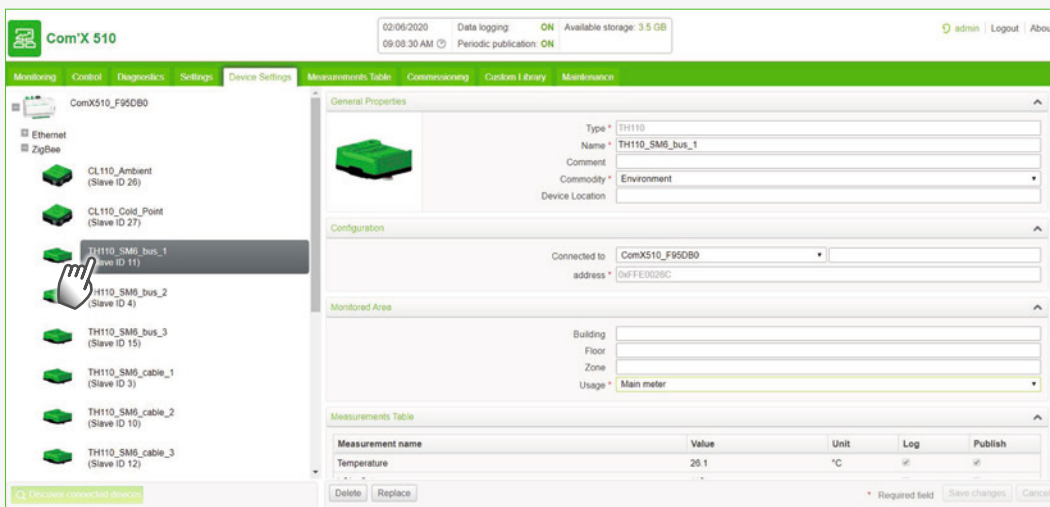 Com'X 510
02/06/2020 Data logging: ON Available storage: 3.5 GB
09:08:30 AM Periodic publication: ON
admin Logout Abou
Monitoring Control Diagnostics Settings Device Settings Measurements Table Commissioning Custom Library Maintenance
ComX510_F95DB0
Ethernet
ZigBee
CL110_Ambient
(Slave ID 26)
CL110_Cold_Point
(Slave ID 27)
TH110_SM6_bus_1
ave ID 11)
H110_SM6_bus_2
(Slave ID 4)
TH110_SM6_bus_3
(Slave ID 15)
TH110_SM6_cable_1
(Slave ID 3)
TH110_SM6_cable_2
(Slave ID 10)
TH110_SM6_cable_3
(Slave ID 12)
Discover connected devices
General Properties
Type * TH110
Name * TH110_SM6_bus_1
Comment
Commodity * Environment
Device Location
Configuration
Connected to ComX510_F95DB0
address * 0xFFE0026C
Monitored Area
Building
Floor
Zone
Usage * Main meter
Measurements Table
Measurement name Value Unit Log Publish
Temperature 26.1 °C
Delete Replace * Required field Save changes Cancel